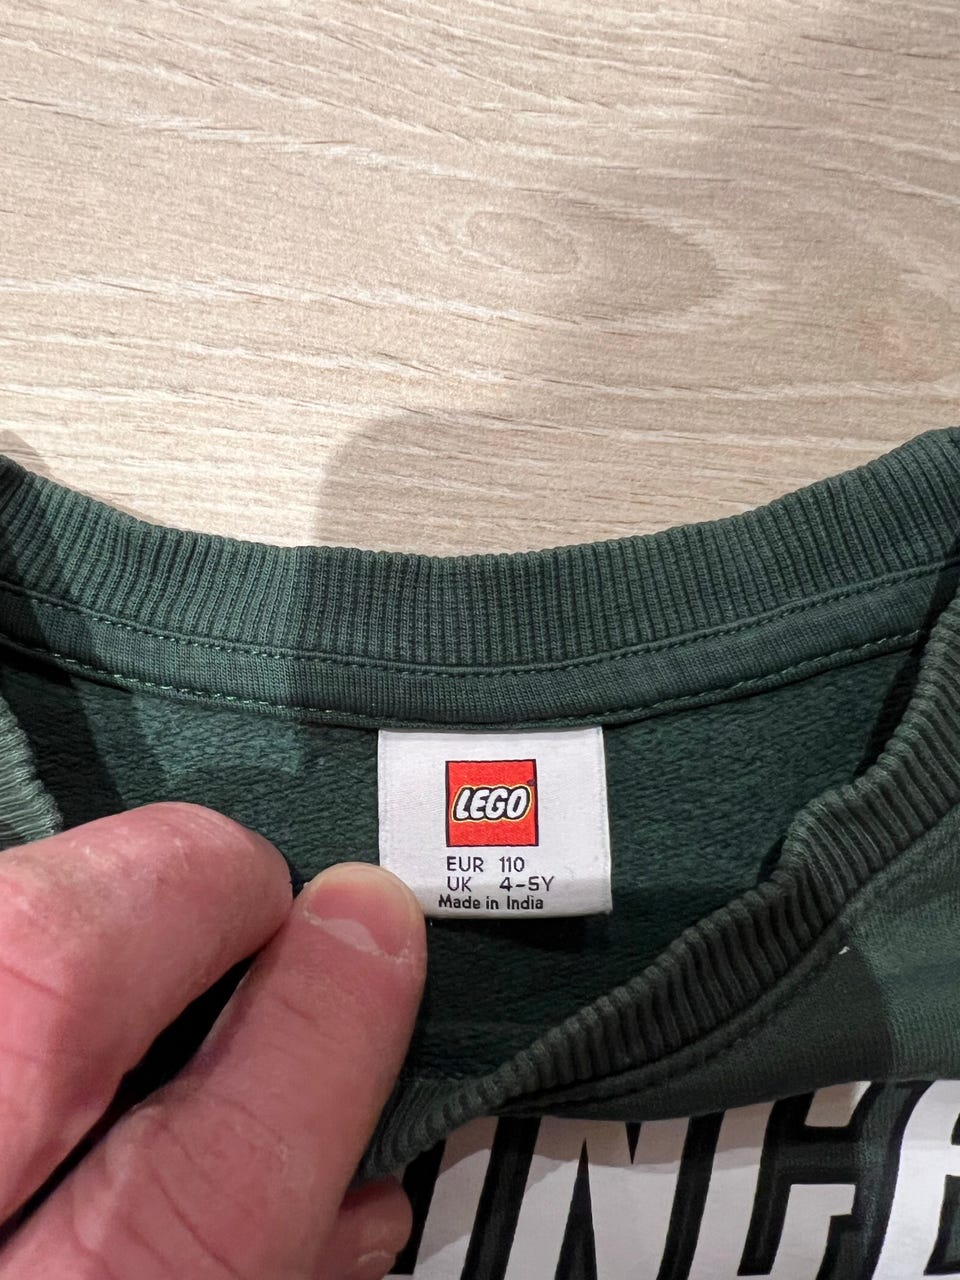 LEGO
EUR 110
UK 4-5Y
Made in India